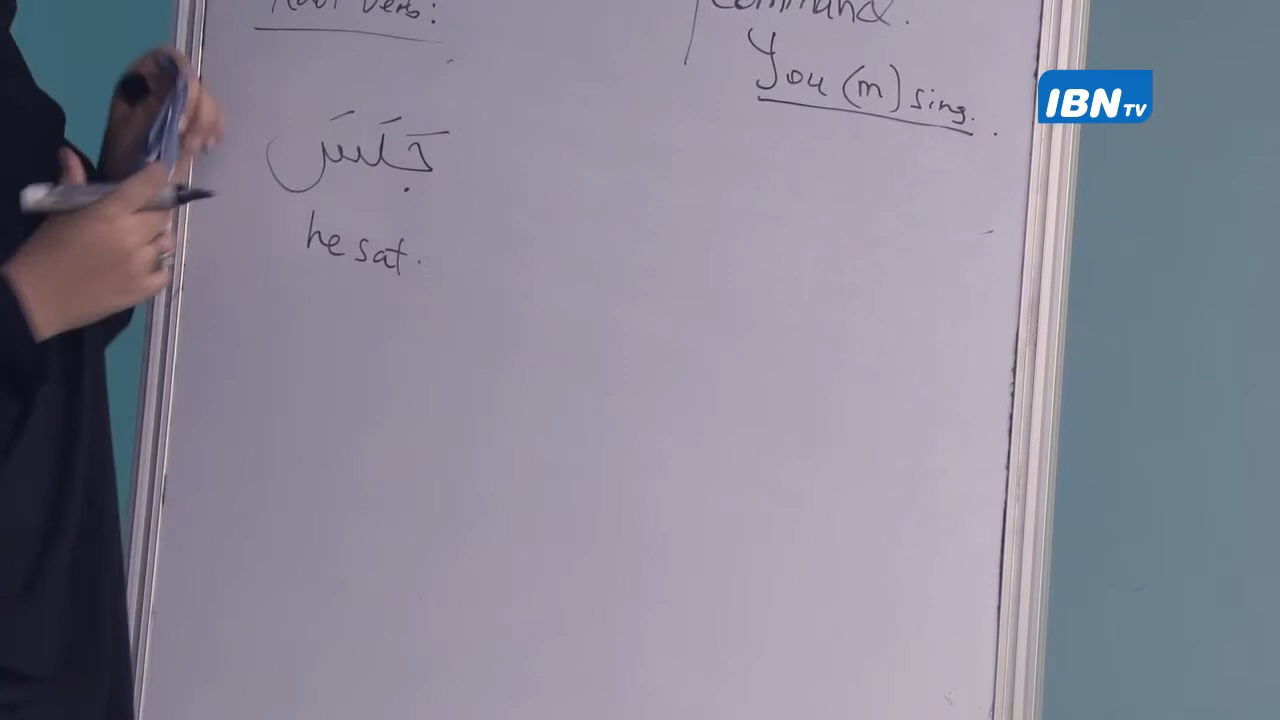 Root Verb:
Command.
You (m) sing.
جَلَسَ
he sat.
IBN TV